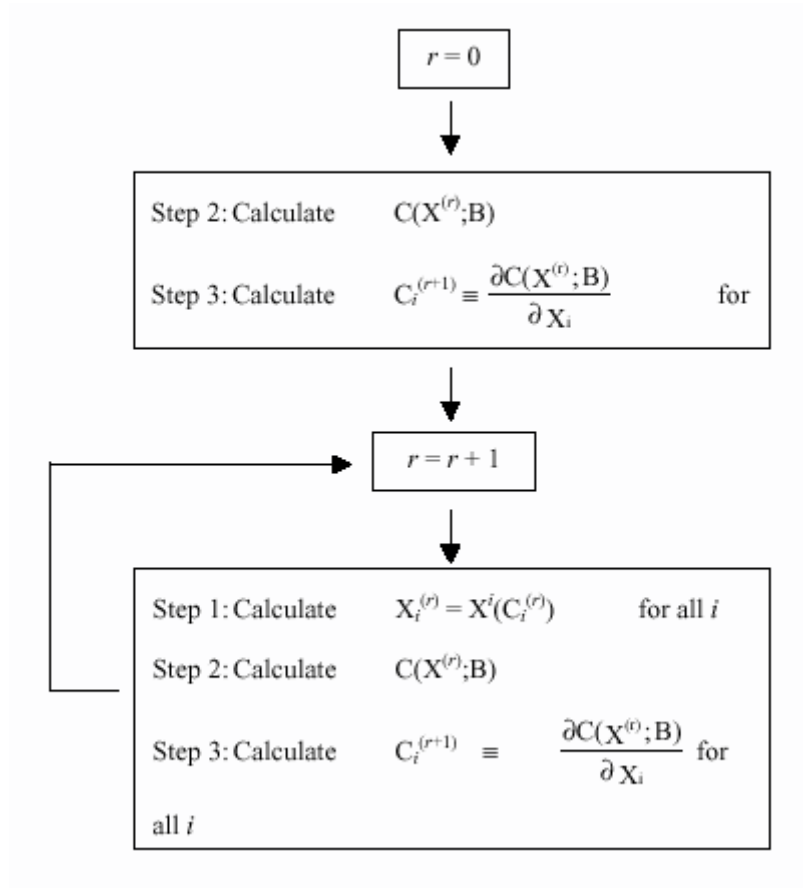 r = 0
Step 2: Calculate C(X^(r);B)
Step 3: Calculate C_i^(r+1) ≡ ∂C(X^(r);B) / ∂X_i for
r = r + 1
Step 1: Calculate X_i^(r) = X^i(C_i^(r)) for all i
Step 2: Calculate C(X^(r);B)
Step 3: Calculate C_i^(r+1) ≡ ∂C(X^(r);B) / ∂X_i for
all i